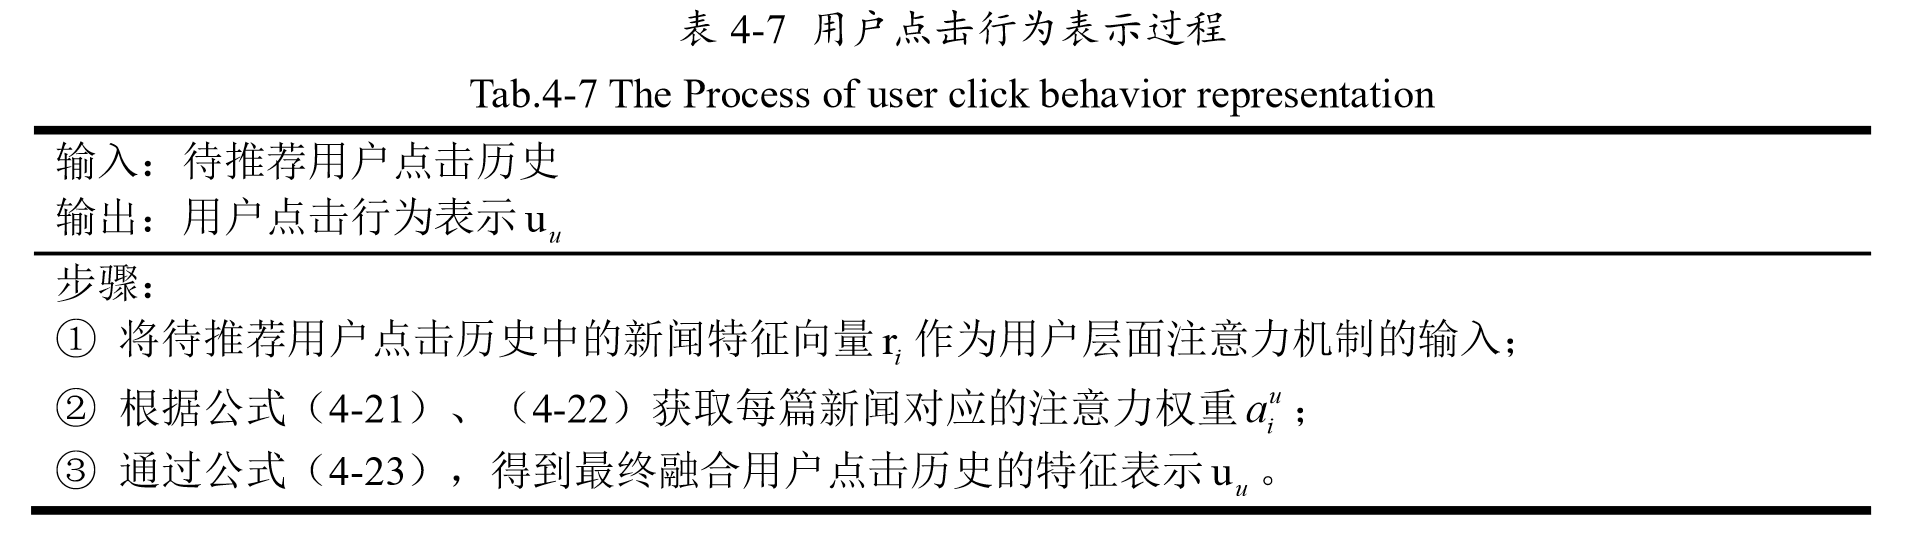 表 4-7 用户点击行为表示过程
Tab.4-7 The Process of user click behavior representation
输入：待推荐用户点击历史
输出：用户点击行为表示 u_u
步骤：
① 将待推荐用户点击历史中的新闻特征向量 r_i 作为用户层面注意力机制的输入；
② 根据公式（4-21）、（4-22）获取每篇新闻对应的注意力权重 a_i^u；
③ 通过公式（4-23），得到最终融合用户点击历史的特征表示 u_u。